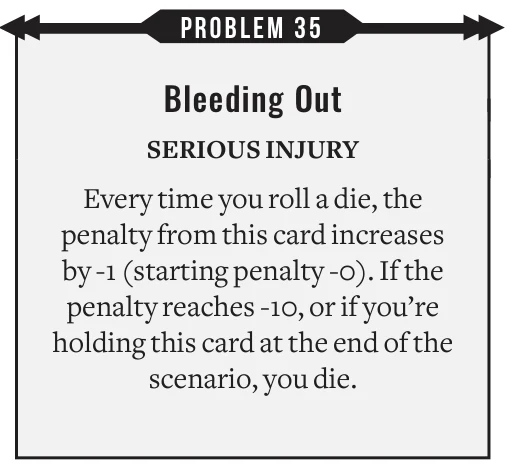 PROBLEM 35
Bleeding Out
SERIOUS INJURY
Every time you roll a die, the
penalty from this card increases
by -1 (starting penalty -0). If the
penalty reaches -10, or if you’re
holding this card at the end of the
scenario, you die.